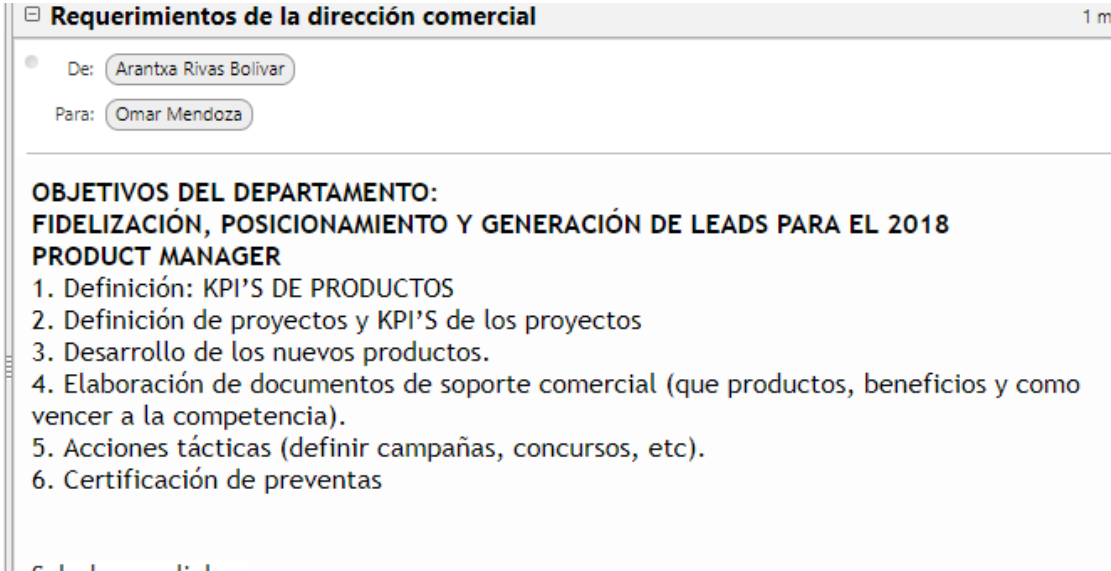 Requerimientos de la dirección comercial
1 m
De: Arantxa Rivas Bolivar
Para: Omar Mendoza
OBJETIVOS DEL DEPARTAMENTO:
FIDELIZACIÓN, POSICIONAMIENTO Y GENERACIÓN DE LEADS PARA EL 2018
PRODUCT MANAGER
1. Definición: KPI’S DE PRODUCTOS
2. Definición de proyectos y KPI’S de los proyectos
3. Desarrollo de los nuevos productos.
4. Elaboración de documentos de soporte comercial (que productos, beneficios y como
vencer a la competencia).
5. Acciones tácticas (definir campañas, concursos, etc).
6. Certificación de preventas